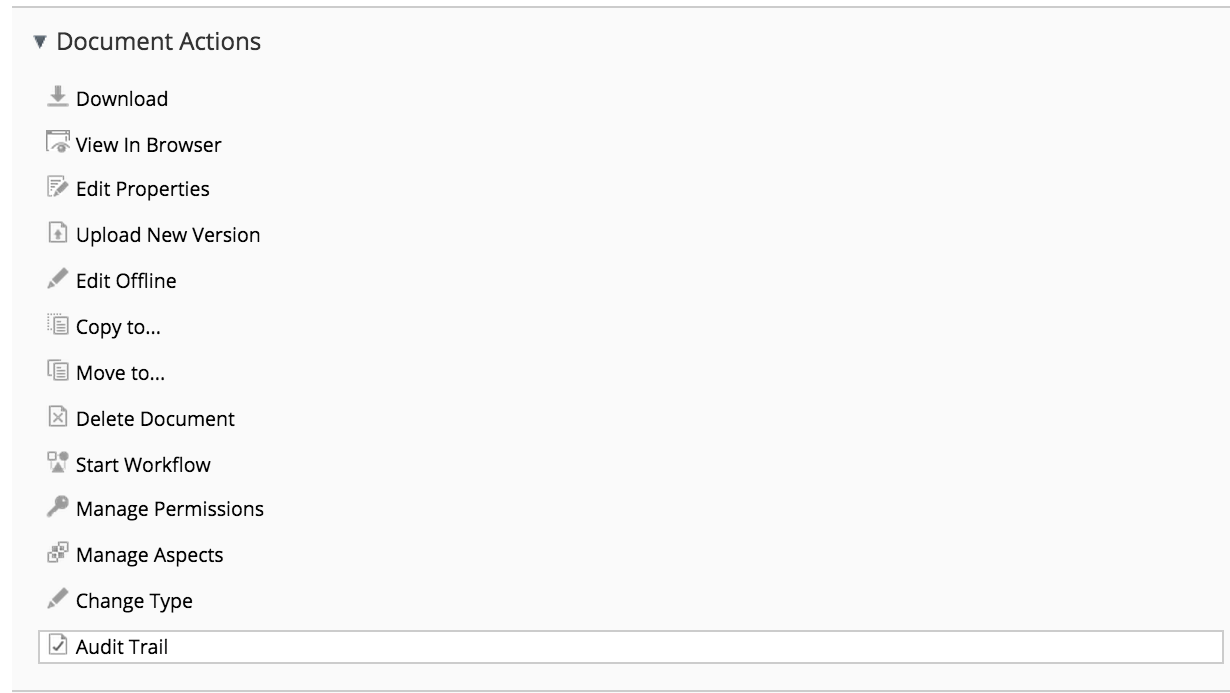 Document Actions
Download
View In Browser
Edit Properties
Upload New Version
Edit Offline
Copy to...
Move to...
Delete Document
Start Workflow
Manage Permissions
Manage Aspects
Change Type
Audit Trail